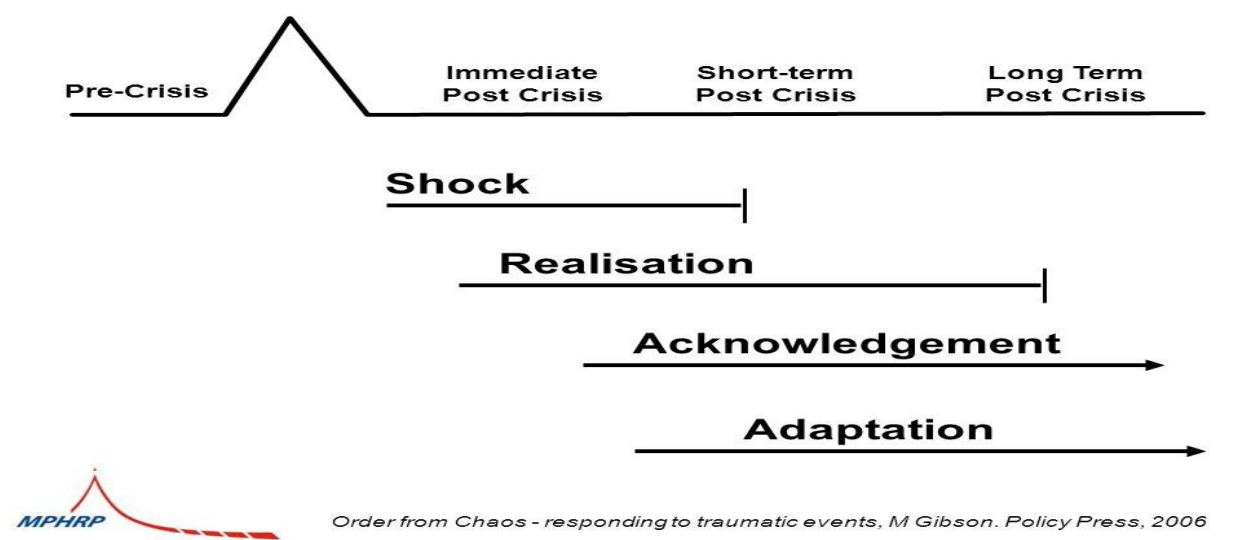 Pre-Crisis
Immediate
Post Crisis
Short-term
Post Crisis
Long Term
Post Crisis
Shock
Realisation
Acknowledgement
Adaptation
MPHRP
Order from Chaos - responding to traumatic events, M Gibson. Policy Press, 2006